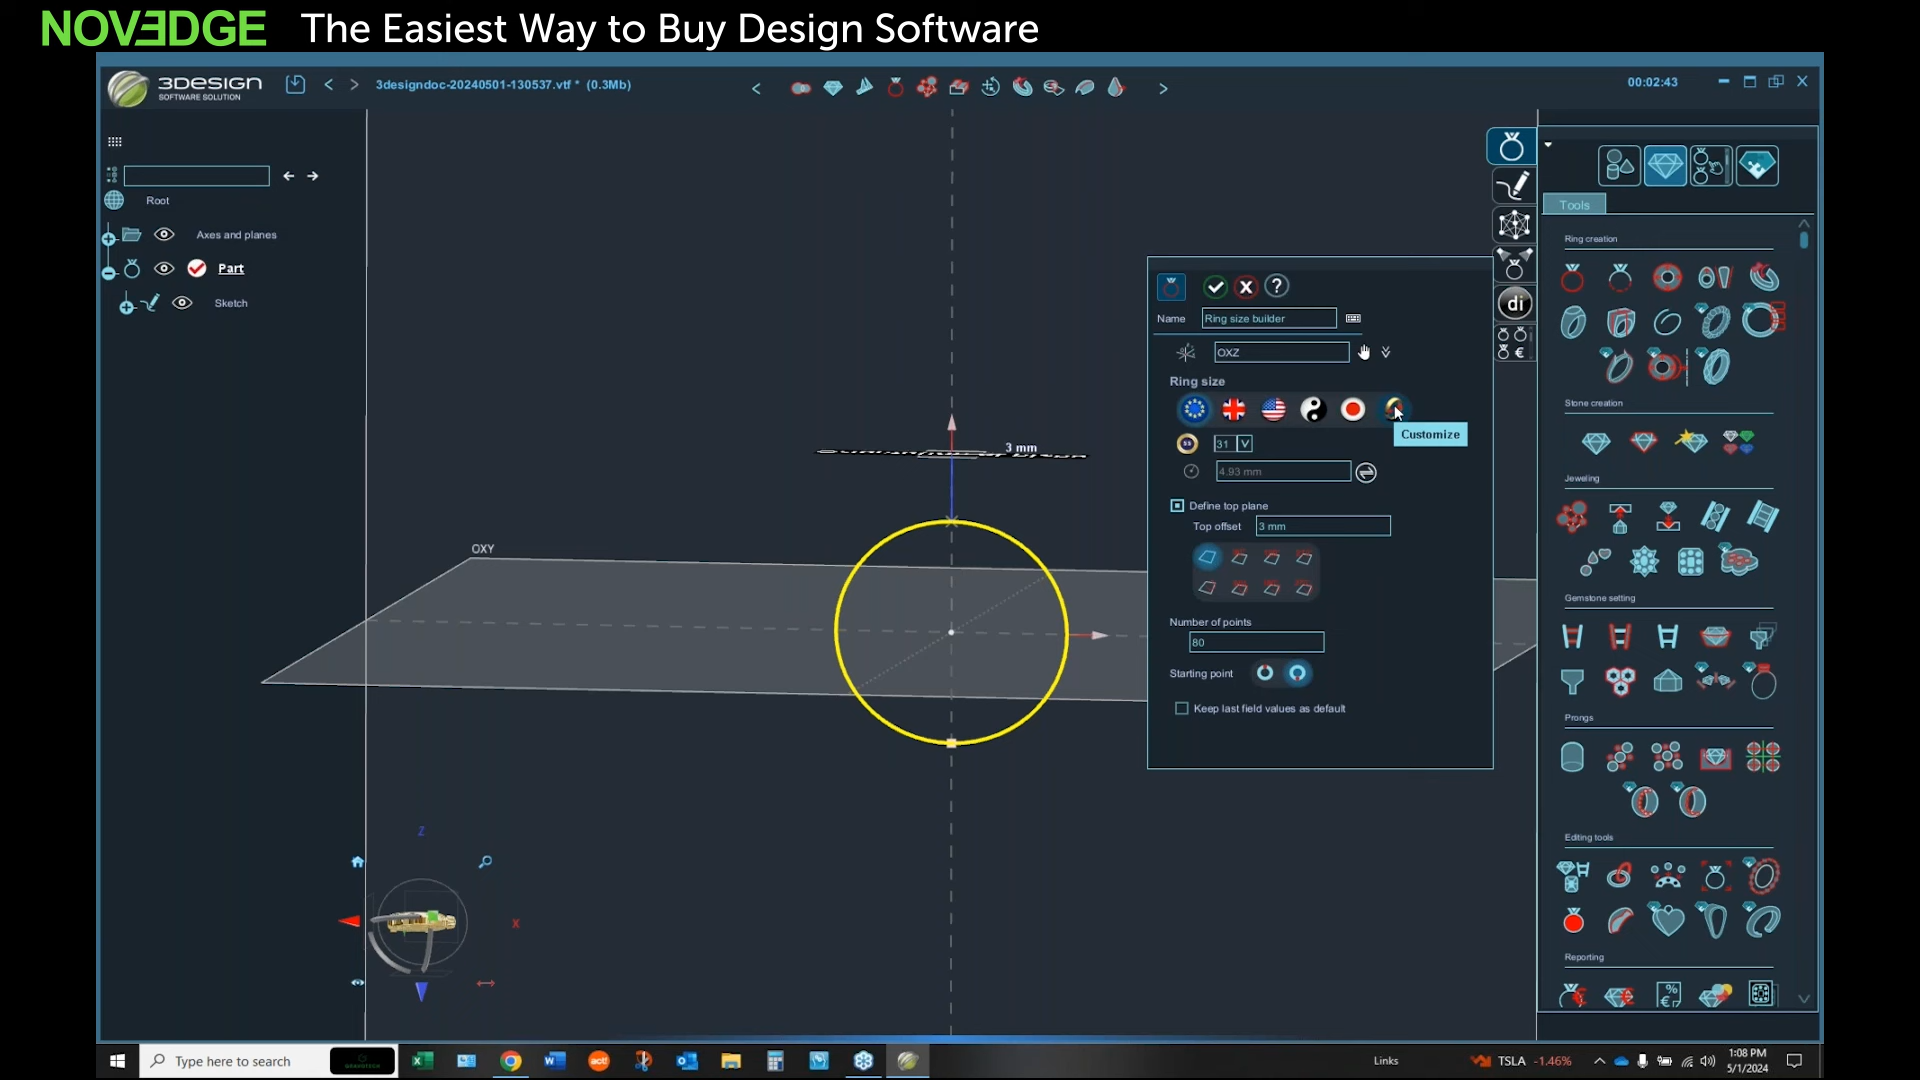 NOVEDGE The Easiest Way to Buy Design Software
3DESIGN
SOFTWARE SOLUTION
3designdoc-20240501-130537.vtf * (0.3Mb)
00:02:43
Root
Axes and planes
Part
Sketch
Tools
Ring creation
Stone creation
Jeweling
Gemstone setting
Prongs
Editing tools
Reporting
di
Name
Ring size builder
OXZ
Ring size
Customize
31
4.93 mm
Define top plane
Top offset
3 mm
Number of points
80
Starting point
Keep last field values as default
3 mm
OXY
Z
X
Type here to search
Links
TSLA -1.46%
1:08 PM
5/1/2024